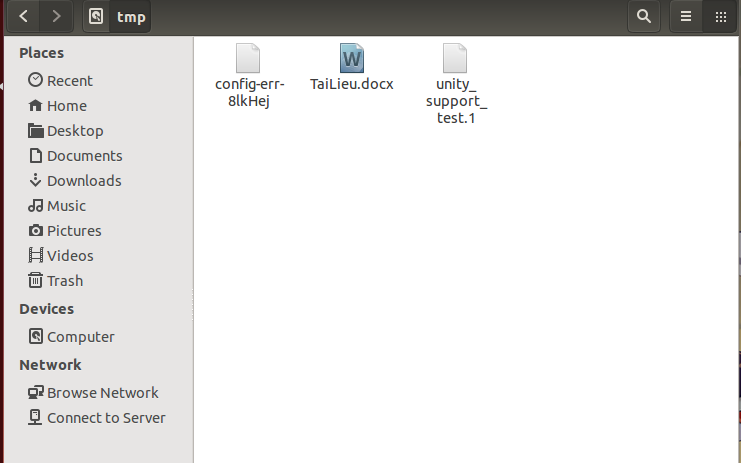 tmp
Places
Recent
Home
Desktop
Documents
Downloads
Music
Pictures
Videos
Trash
Devices
Computer
Network
Browse Network
Connect to Server
config-err-
8lkHej
TaiLieu.docx
unity_
support_
test.1